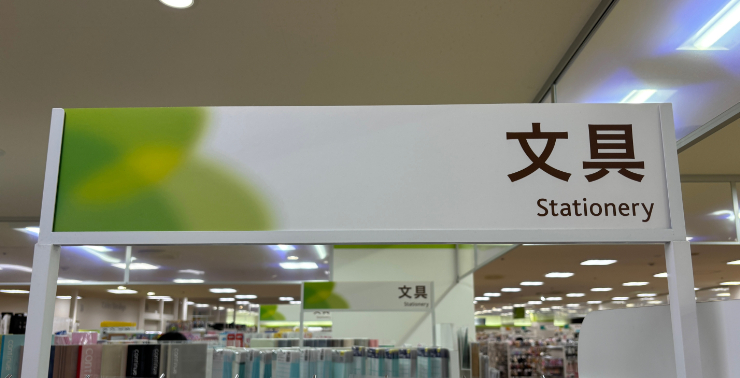 文具
Stationery
文具
Stationery